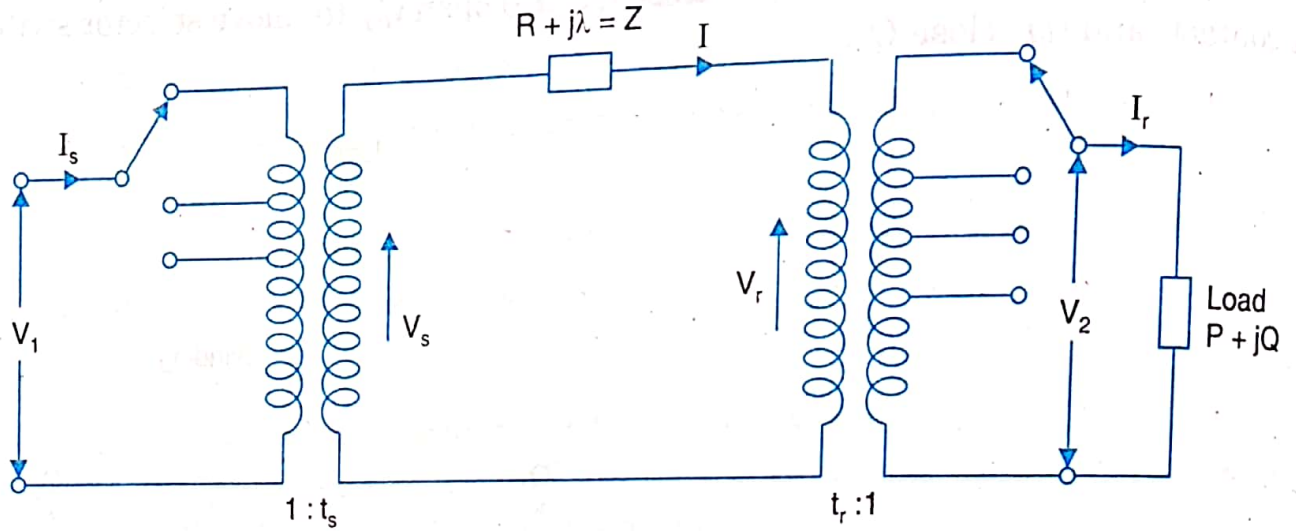 R + jλ = Z
I
I_s
I_r
V_1
V_s
V_r
V_2
Load
P + jQ
1 : t_s
t_r : 1